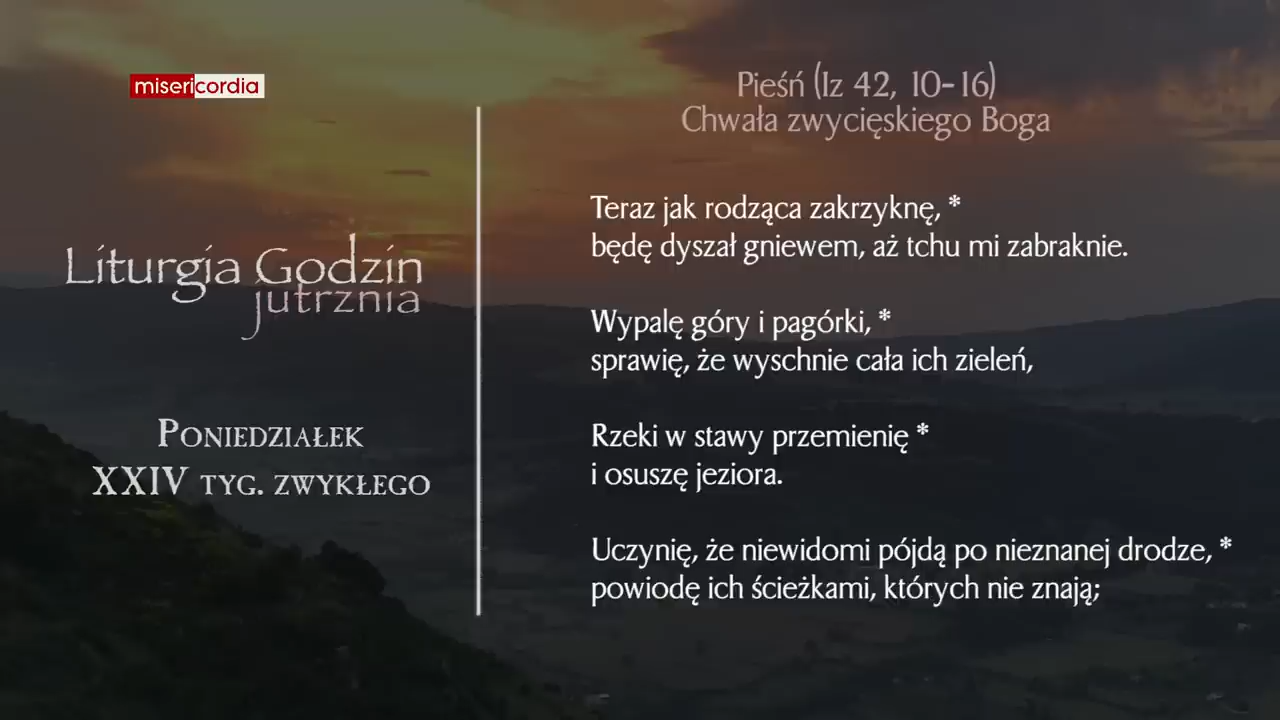 misericordia
Liturgia Godzin
jutrznia
Poniedziałek
XXIV tyg. zwykłego
Pieśń (Iz 42, 10-16)
Chwała zwycięskiego Boga
Teraz jak rodząca zakrzyknę, *
będę dyszał gniewem, aż tchu mi zabraknie.
Wypalę góry i pagórki, *
sprawię, że wyschnie cała ich zieleń,
Rzeki w stawy przemienię *
i osuszę jeziora.
Uczynię, że niewidomi pójdą po nieznanej drodze, *
powiodę ich ścieżkami, których nie znają;